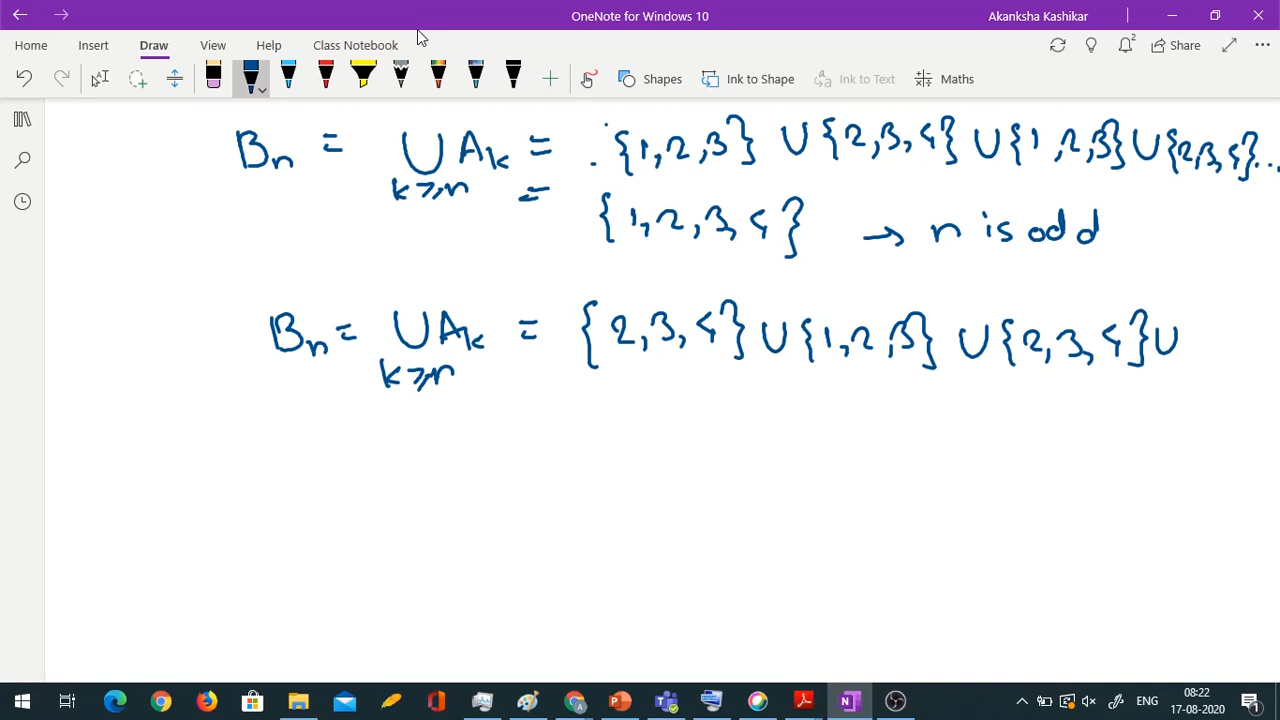 OneNote for Windows 10
Akanksha Kashikar
Home Insert Draw View Help Class Notebook
Share
Shapes Ink to Shape Ink to Text Maths
Bn = ∪ Ak = {1,2,3} ∪ {2,3,4} ∪ {1,2,3} ∪ {2,3,4}...
k≥n =
{1,2,3,4} → n is odd
Bn = ∪ Ak = {2,3,4} ∪ {1,2,3} ∪ {2,3,4} ∪
k≥n
ENG
08:22
17-08-2020